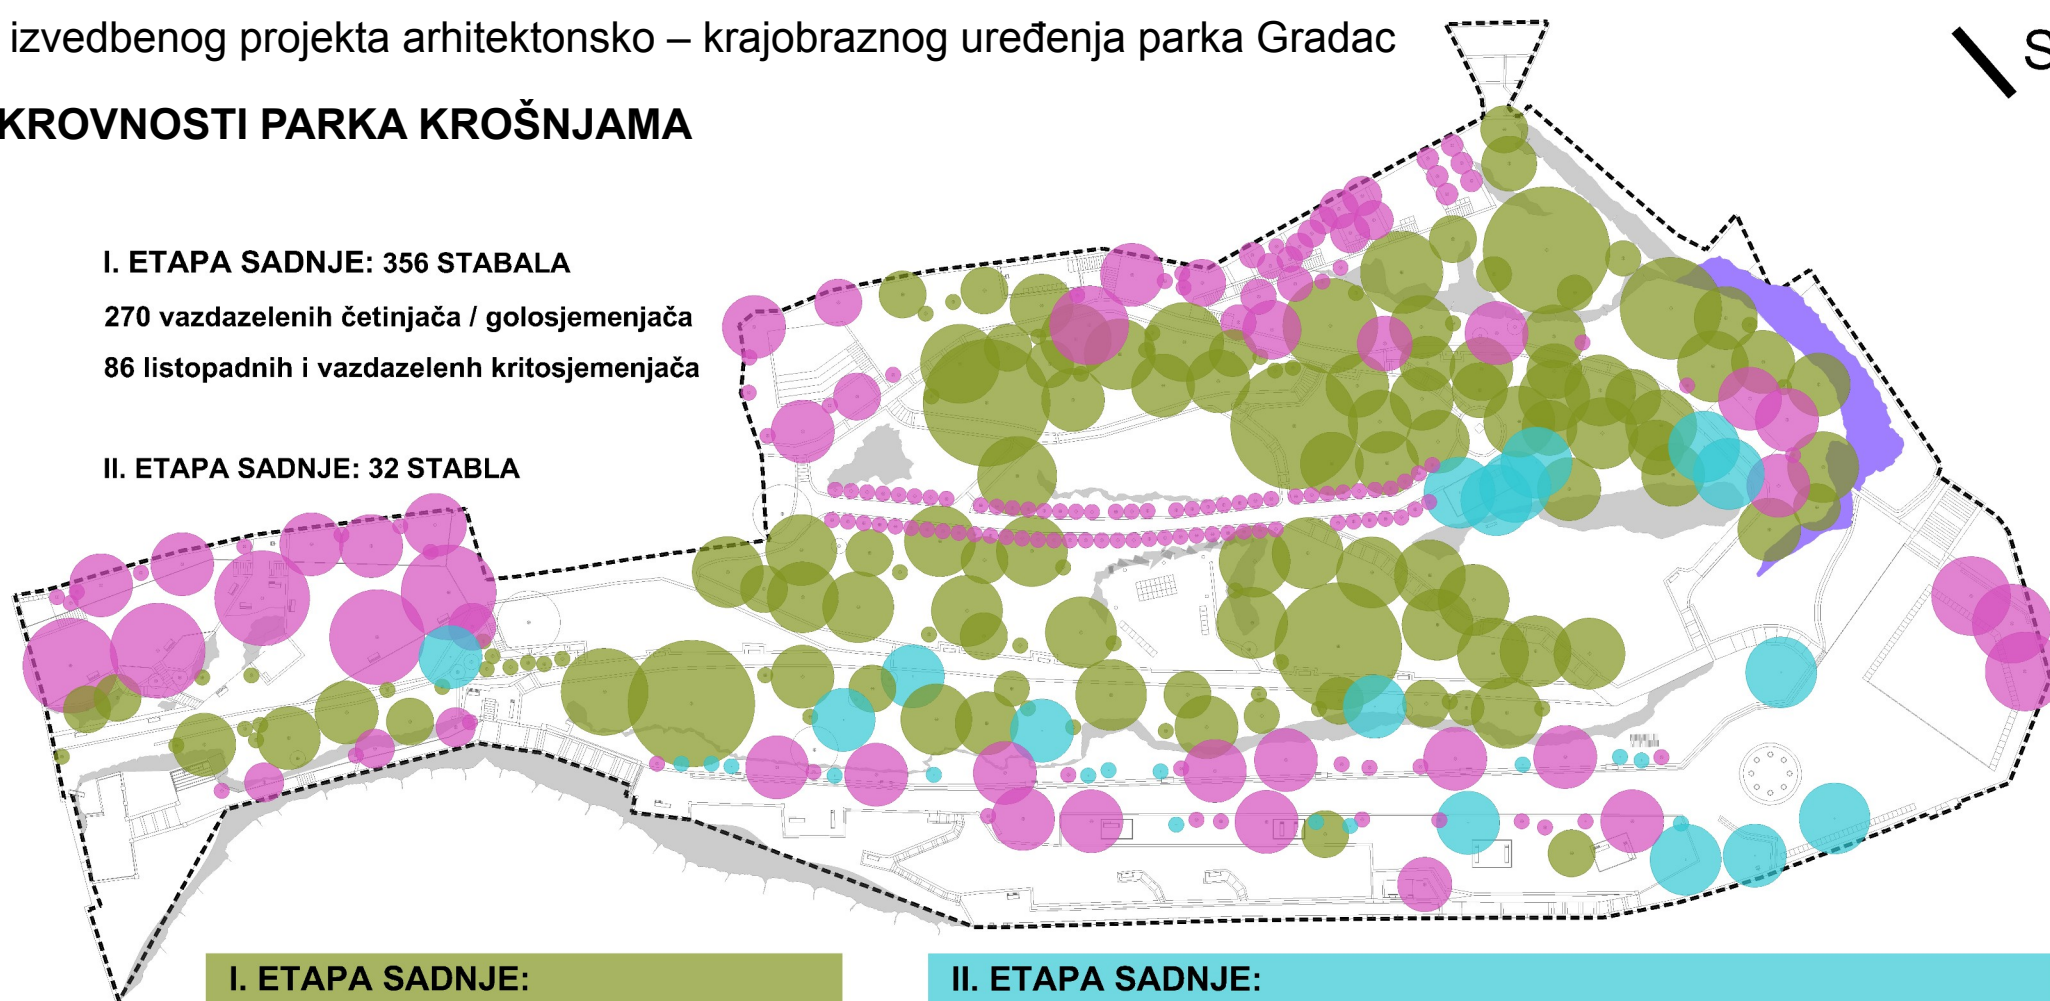 izvedbenog projekta arhitektonsko – krajobraznog uređenja parka Gradac
S
KROVNOSTI PARKA KROŠNJAMA
I. ETAPA SADNJE: 356 STABALA
270 vazdazelenih četinjača / golosjemenjača
86 listopadnih i vazdazelenh kritosjemenjača
II. ETAPA SADNJE: 32 STABLA
I. ETAPA SADNJE:
II. ETAPA SADNJE: